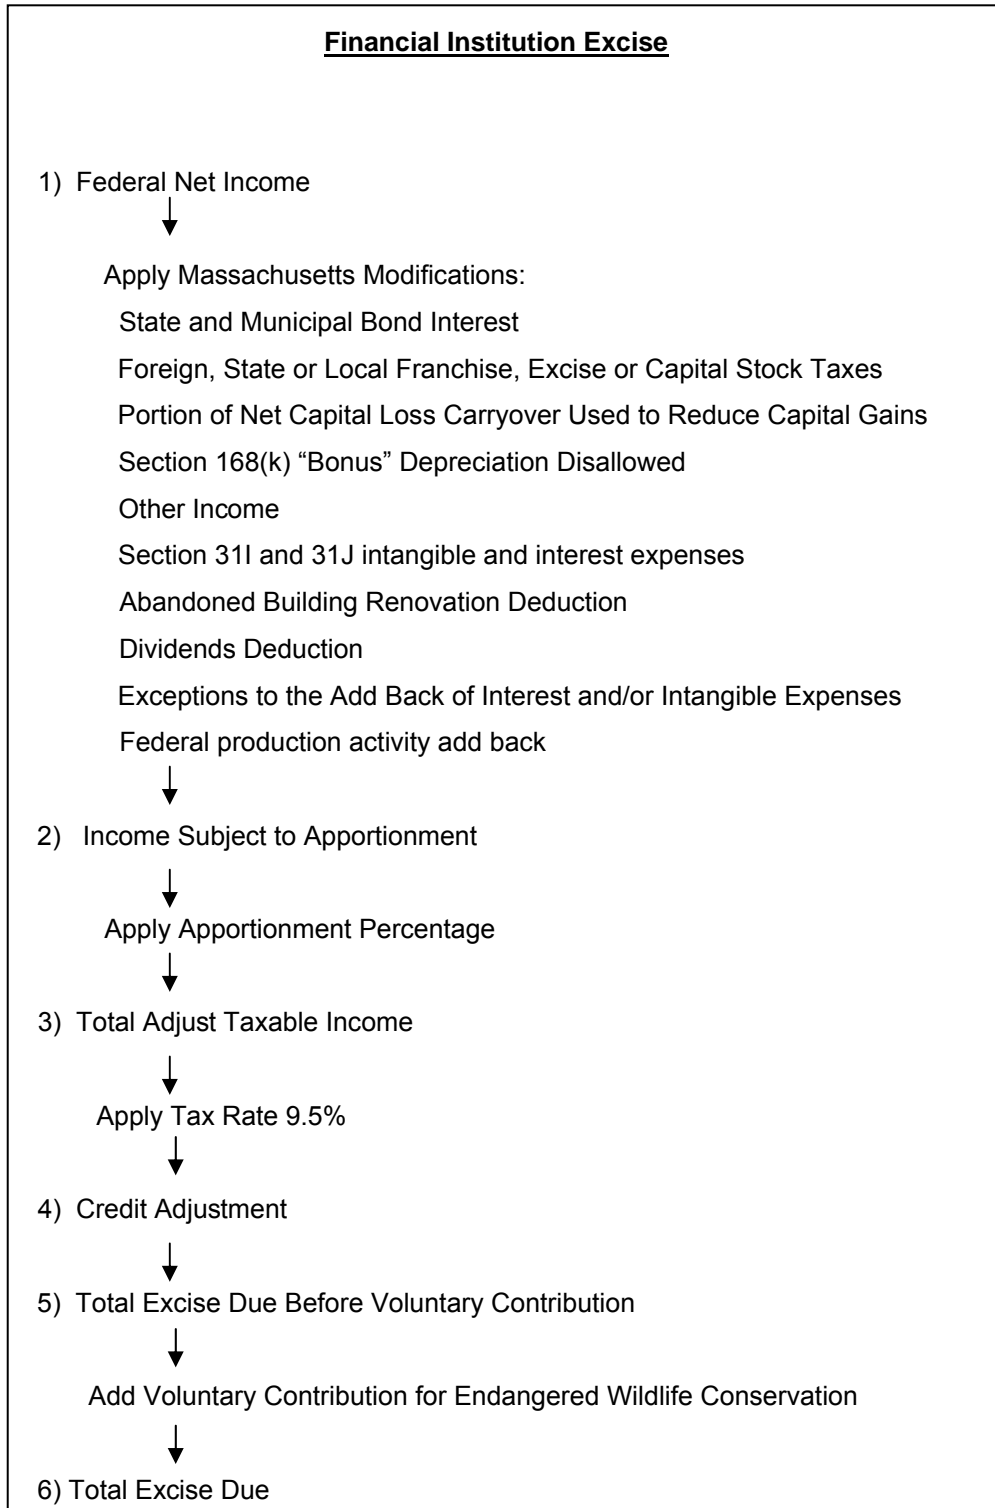 Financial Institution Excise
1) Federal Net Income
Apply Massachusetts Modifications:
State and Municipal Bond Interest
Foreign, State or Local Franchise, Excise or Capital Stock Taxes
Portion of Net Capital Loss Carryover Used to Reduce Capital Gains
Section 168(k) “Bonus” Depreciation Disallowed
Other Income
Section 31I and 31J intangible and interest expenses
Abandoned Building Renovation Deduction
Dividends Deduction
Exceptions to the Add Back of Interest and/or Intangible Expenses
Federal production activity add back
2) Income Subject to Apportionment
Apply Apportionment Percentage
3) Total Adjust Taxable Income
Apply Tax Rate 9.5%
4) Credit Adjustment
5) Total Excise Due Before Voluntary Contribution
Add Voluntary Contribution for Endangered Wildlife Conservation
6) Total Excise Due